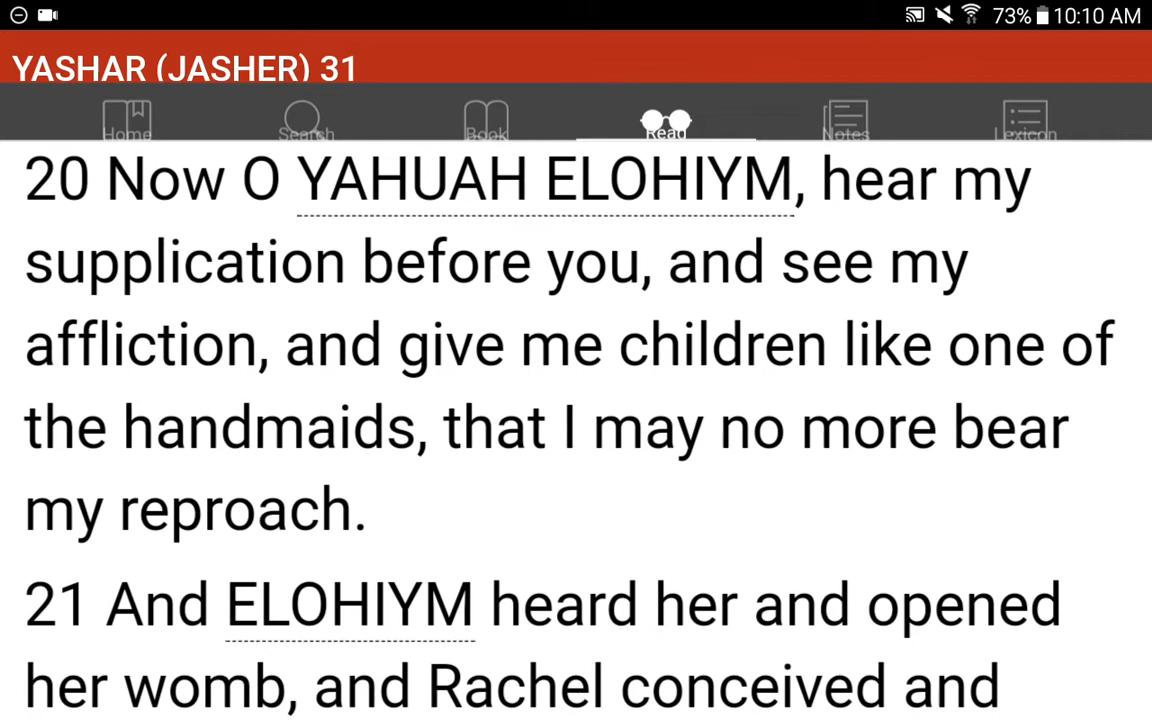 73% 10:10 AM
YASHAR (JASHER) 31
Home Search Book Read Notes Lexicon
20 Now O YAHUAH ELOHIYM, hear my
supplication before you, and see my
affliction, and give me children like one of
the handmaids, that I may no more bear
my reproach.
21 And ELOHIYM heard her and opened
her womb, and Rachel conceived and